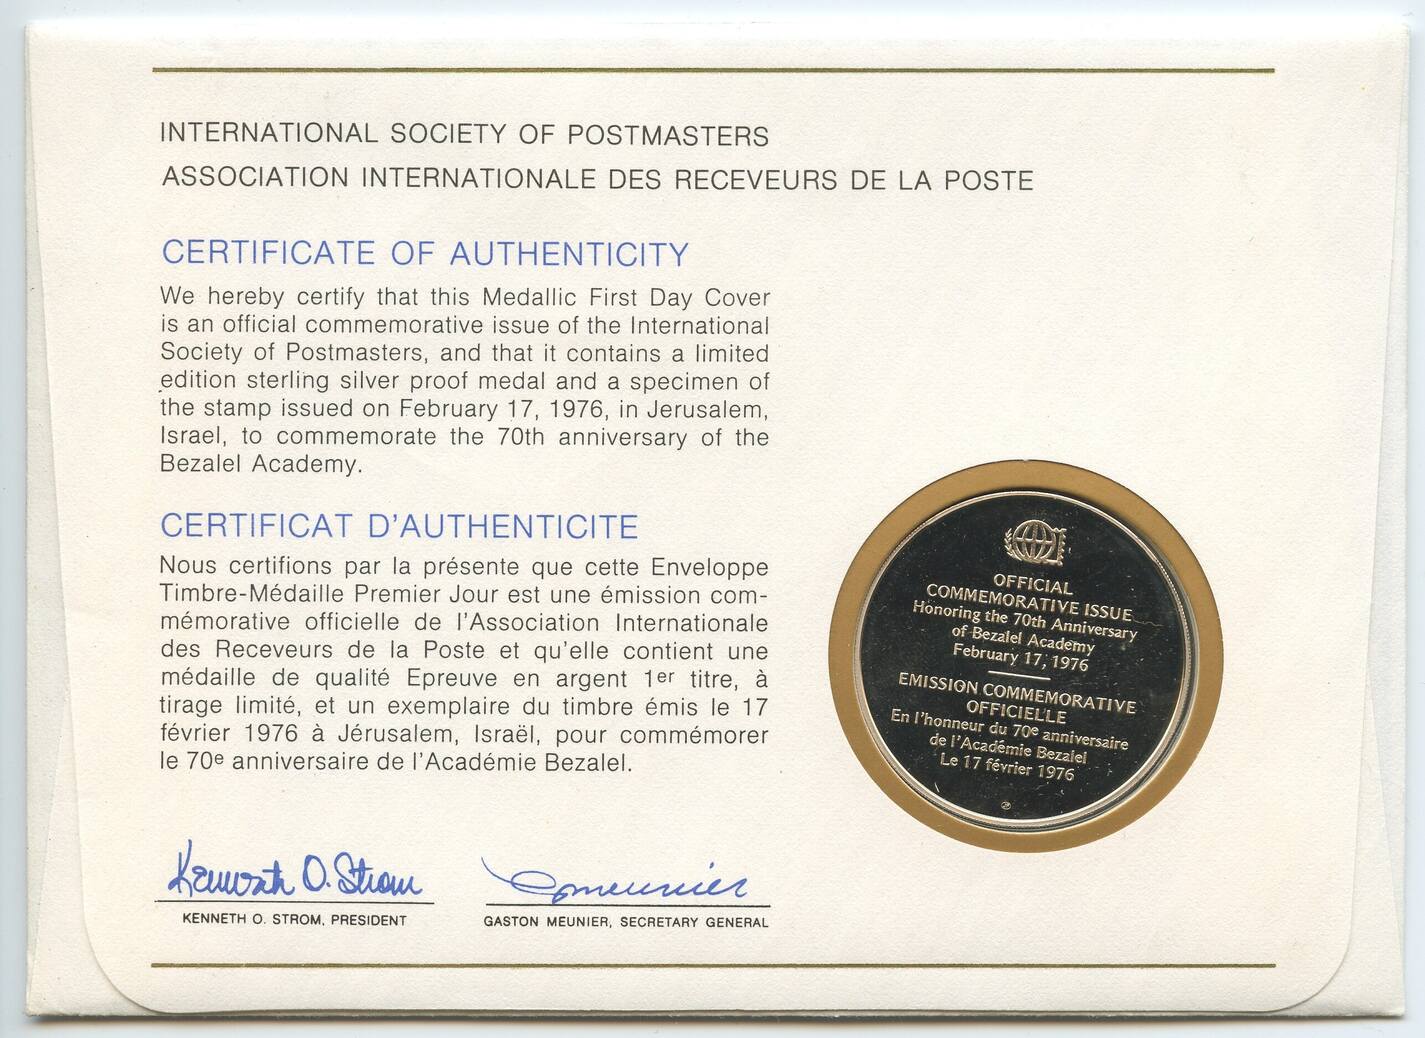 INTERNATIONAL SOCIETY OF POSTMASTERS
ASSOCIATION INTERNATIONALE DES RECEVEURS DE LA POSTE
CERTIFICATE OF AUTHENTICITY
We hereby certify that this Medallic First Day Cover
is an official commemorative issue of the International
Society of Postmasters, and that it contains a limited
edition sterling silver proof medal and a specimen of
the stamp issued on February 17, 1976, in Jerusalem,
Israel, to commemorate the 70th anniversary of the
Bezalel Academy.
CERTIFICAT D'AUTHENTICITE
Nous certifions par la présente que cette Enveloppe
Timbre-Médaille Premier Jour est une émission com-
mémorative officielle de l'Association Internationale
des Receveurs de la Poste et qu'elle contient une
médaille de qualité Epreuve en argent 1er titre, à
tirage limité, et un exemplaire du timbre émis le 17
février 1976 à Jérusalem, Israël, pour commémorer
le 70e anniversaire de l'Académie Bezalel.
Kenneth O. Strom
KENNETH O. STROM, PRESIDENT
GMeunier
GASTON MEUNIER, SECRETARY GENERAL
OFFICIAL
COMMEMORATIVE ISSUE
Honoring the 70th Anniversary
of Bezalel Academy
February 17, 1976
EMISSION COMMEMORATIVE
OFFICIELLE
En l'honneur du 70e anniversaire
de l'Académie Bezalel
Le 17 février 1976